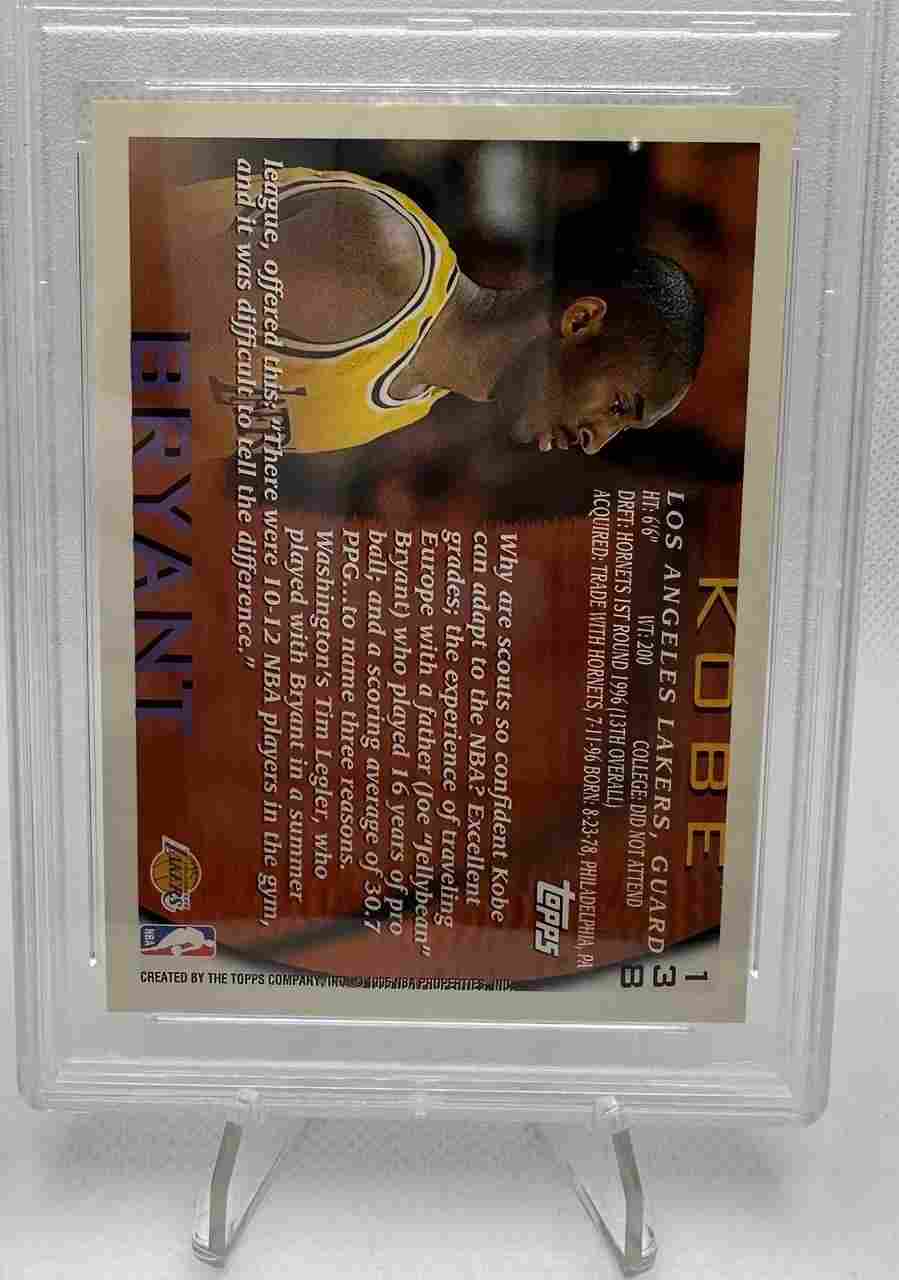 KOBE
138
LOS ANGELES LAKERS, GUARD
HT: 6'6" WT: 200 COLLEGE: DID NOT ATTEND
DRFT: HORNETS 1ST ROUND 1996 (13TH OVERALL)
ACQUIRED: TRADE WITH HORNETS, 7-11-96 BORN: 8-23-78, PHILADELPHIA, PA
topps
Why are scouts so confident Kobe
can adapt to the NBA? Excellent
grades; the experience of traveling
Europe with a father (Joe "Jellybean"
Bryant) who played 16 years of pro
ball; and a scoring average of 30.7
PPG...to name three reasons.
Washington's Tim Legler, who
played with Bryant in a summer
league, offered this: "There were 10-12 NBA players in the gym,
and it was difficult to tell the difference."
BRYANT
LAKERS
NBA
CREATED BY THE TOPPS COMPANY, INC. NBA PROPERTIES, INC.